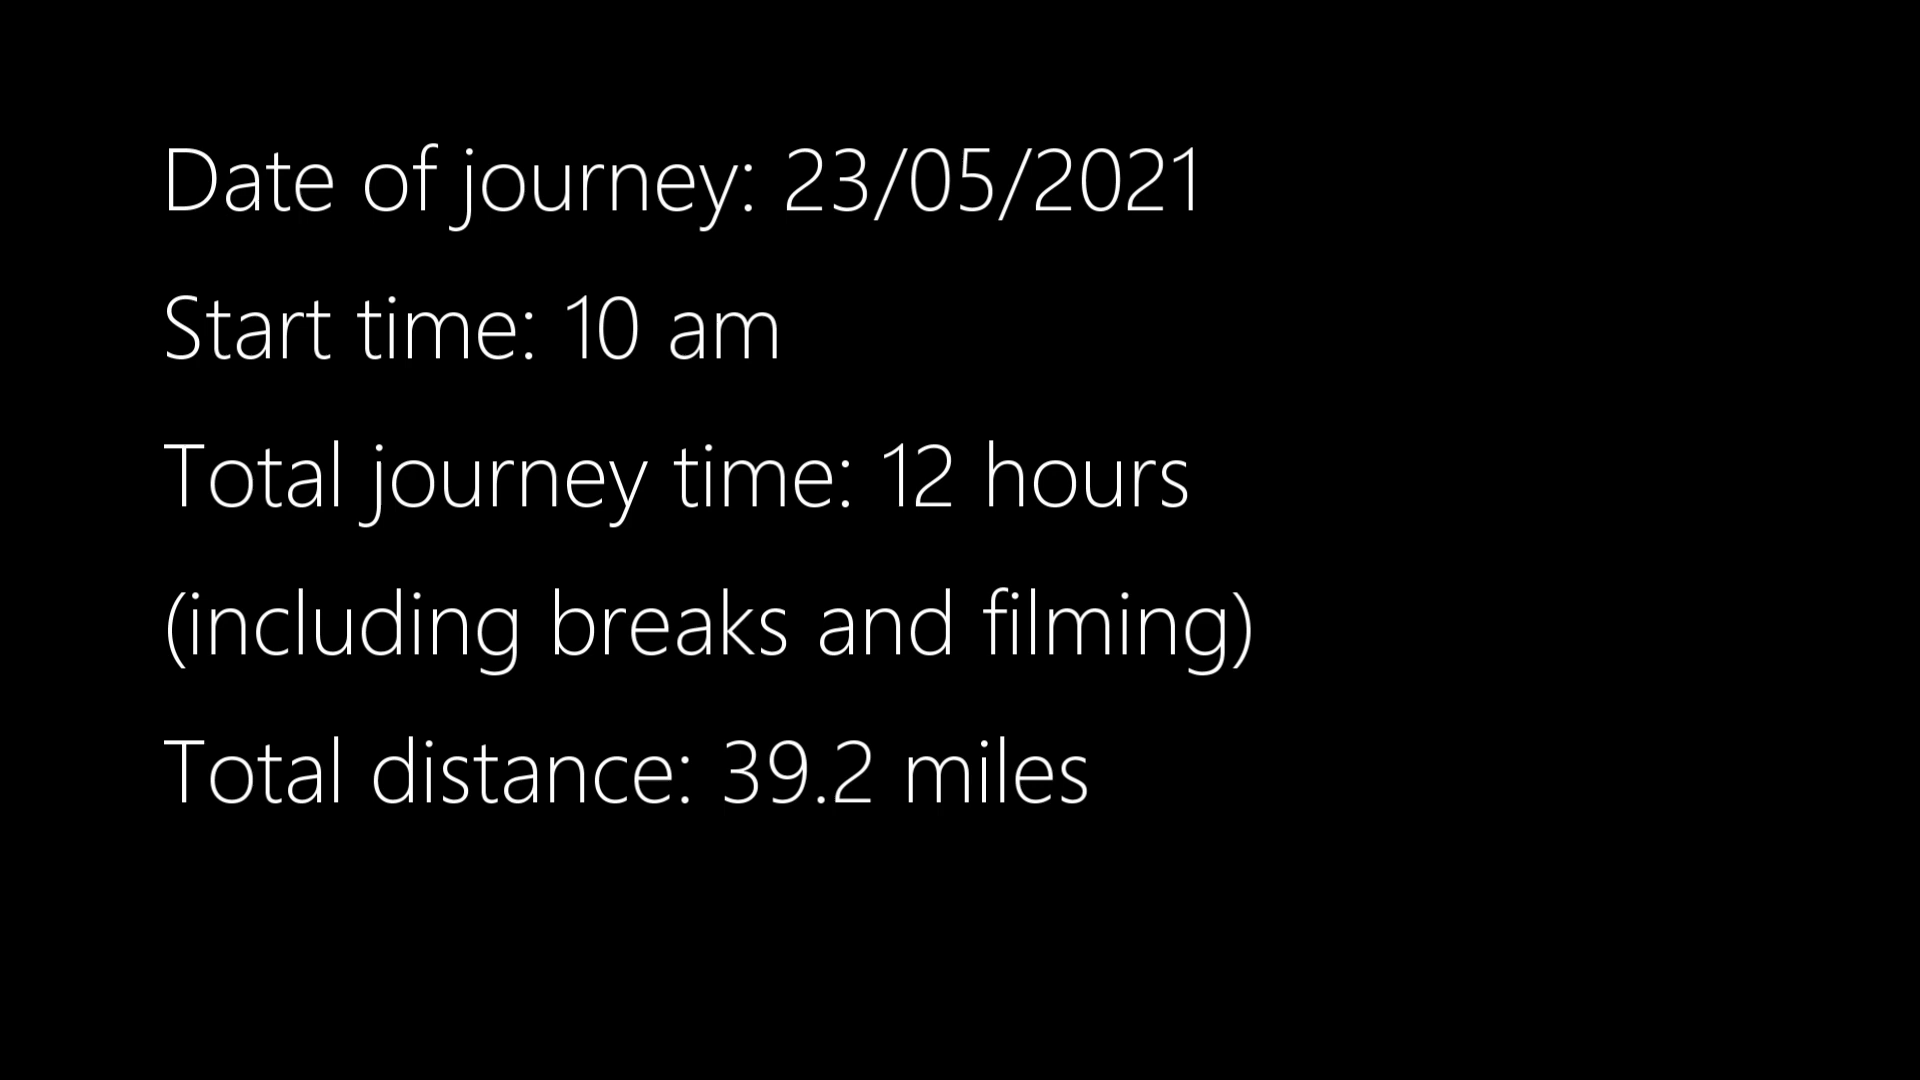 Date of journey: 23/05/2021
Start time: 10 am
Total journey time: 12 hours
(including breaks and filming)
Total distance: 39.2 miles